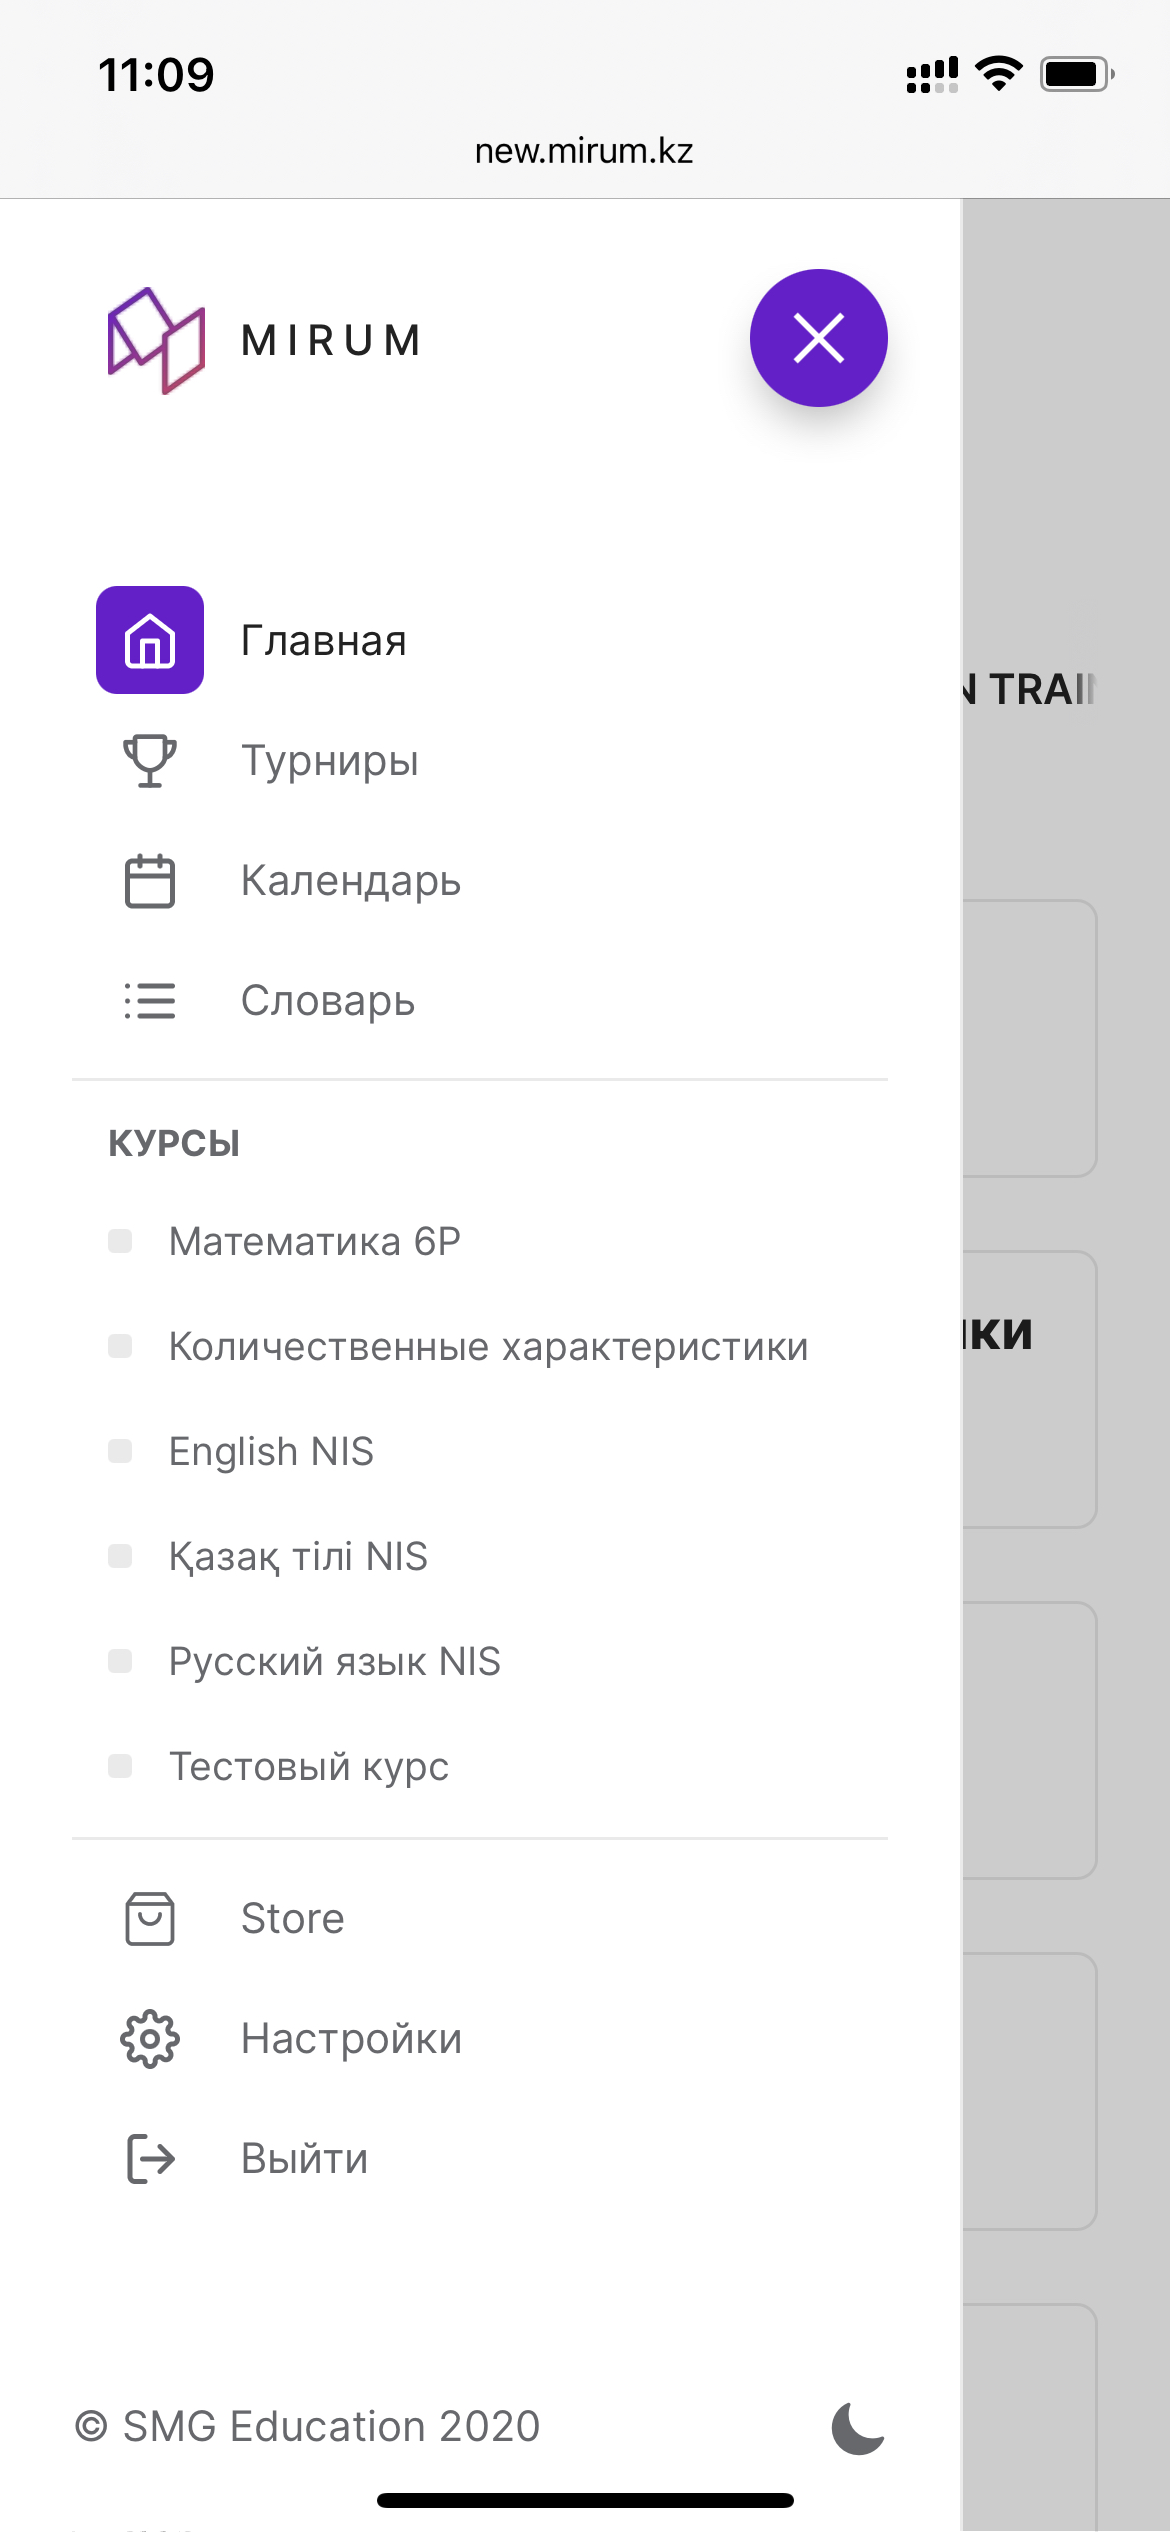 11:09
new.mirum.kz
MIRUM
Главная
N TRAI
Турниры
Календарь
Словарь
КУРСЫ
Математика 6Р
Количественные характеристики
ики
English NIS
Қазақ тілі NIS
Русский язык NIS
Тестовый курс
Store
Настройки
Выйти
© SMG Education 2020